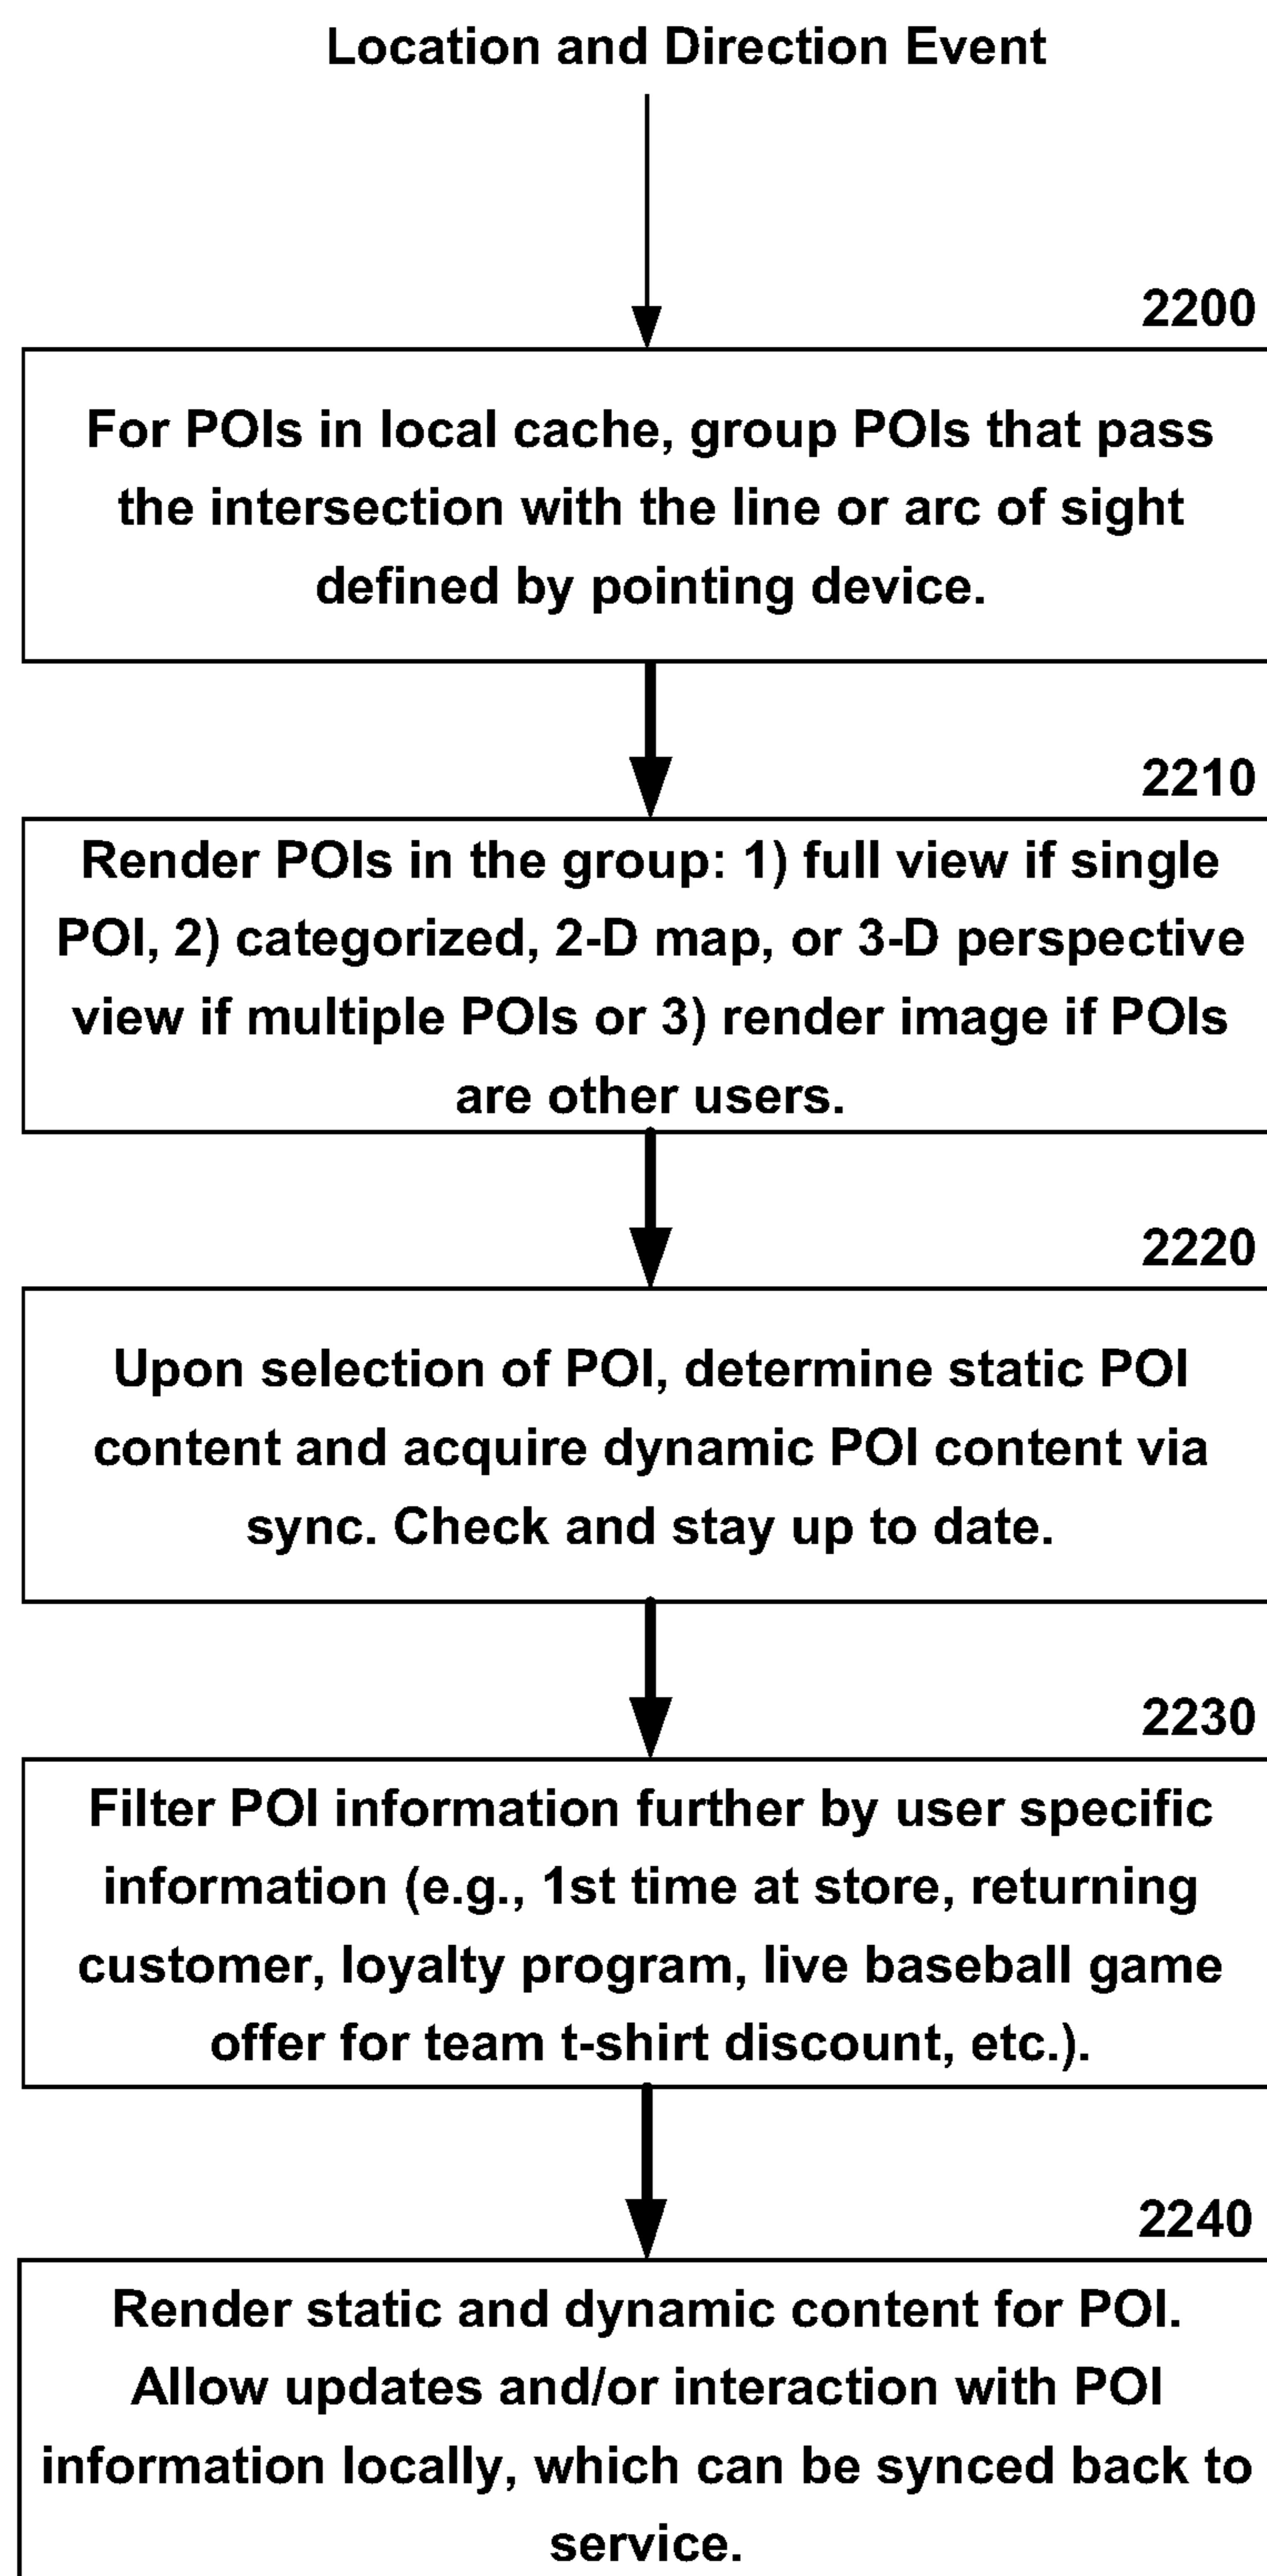 Location and Direction Event
2200
For POIs in local cache, group POIs that pass
the intersection with the line or arc of sight
defined by pointing device.
2210
Render POIs in the group: 1) full view if single
POI, 2) categorized, 2-D map, or 3-D perspective
view if multiple POIs or 3) render image if POIs
are other users.
2220
Upon selection of POI, determine static POI
content and acquire dynamic POI content via
sync. Check and stay up to date.
2230
Filter POI information further by user specific
information (e.g., 1st time at store, returning
customer, loyalty program, live baseball game
offer for team t-shirt discount, etc.).
2240
Render static and dynamic content for POI.
Allow updates and/or interaction with POI
information locally, which can be synced back to
service.